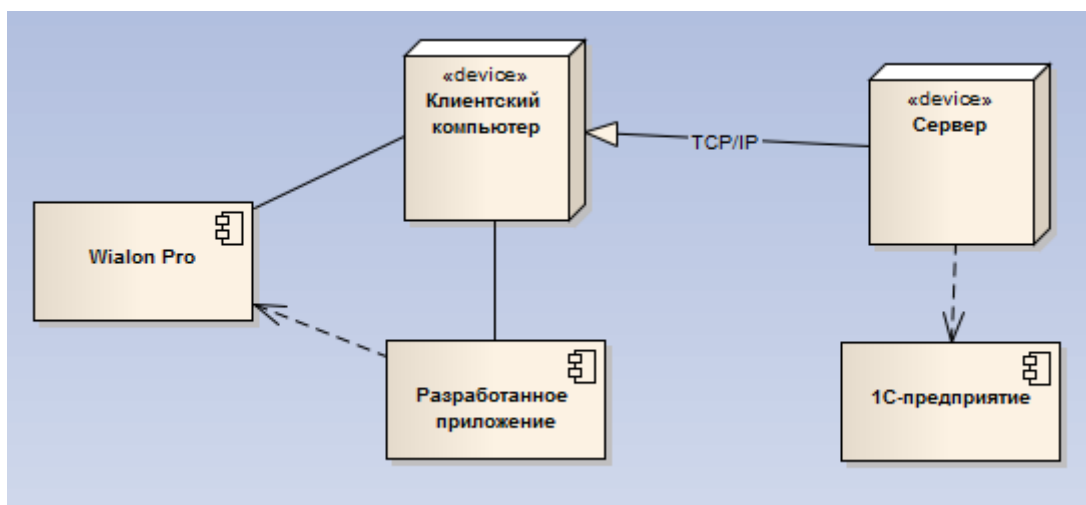 «device»
Клиентский
компьютер
«device»
Сервер
TCP/IP
Wialon Pro
Разработанное
приложение
1С-предприятие